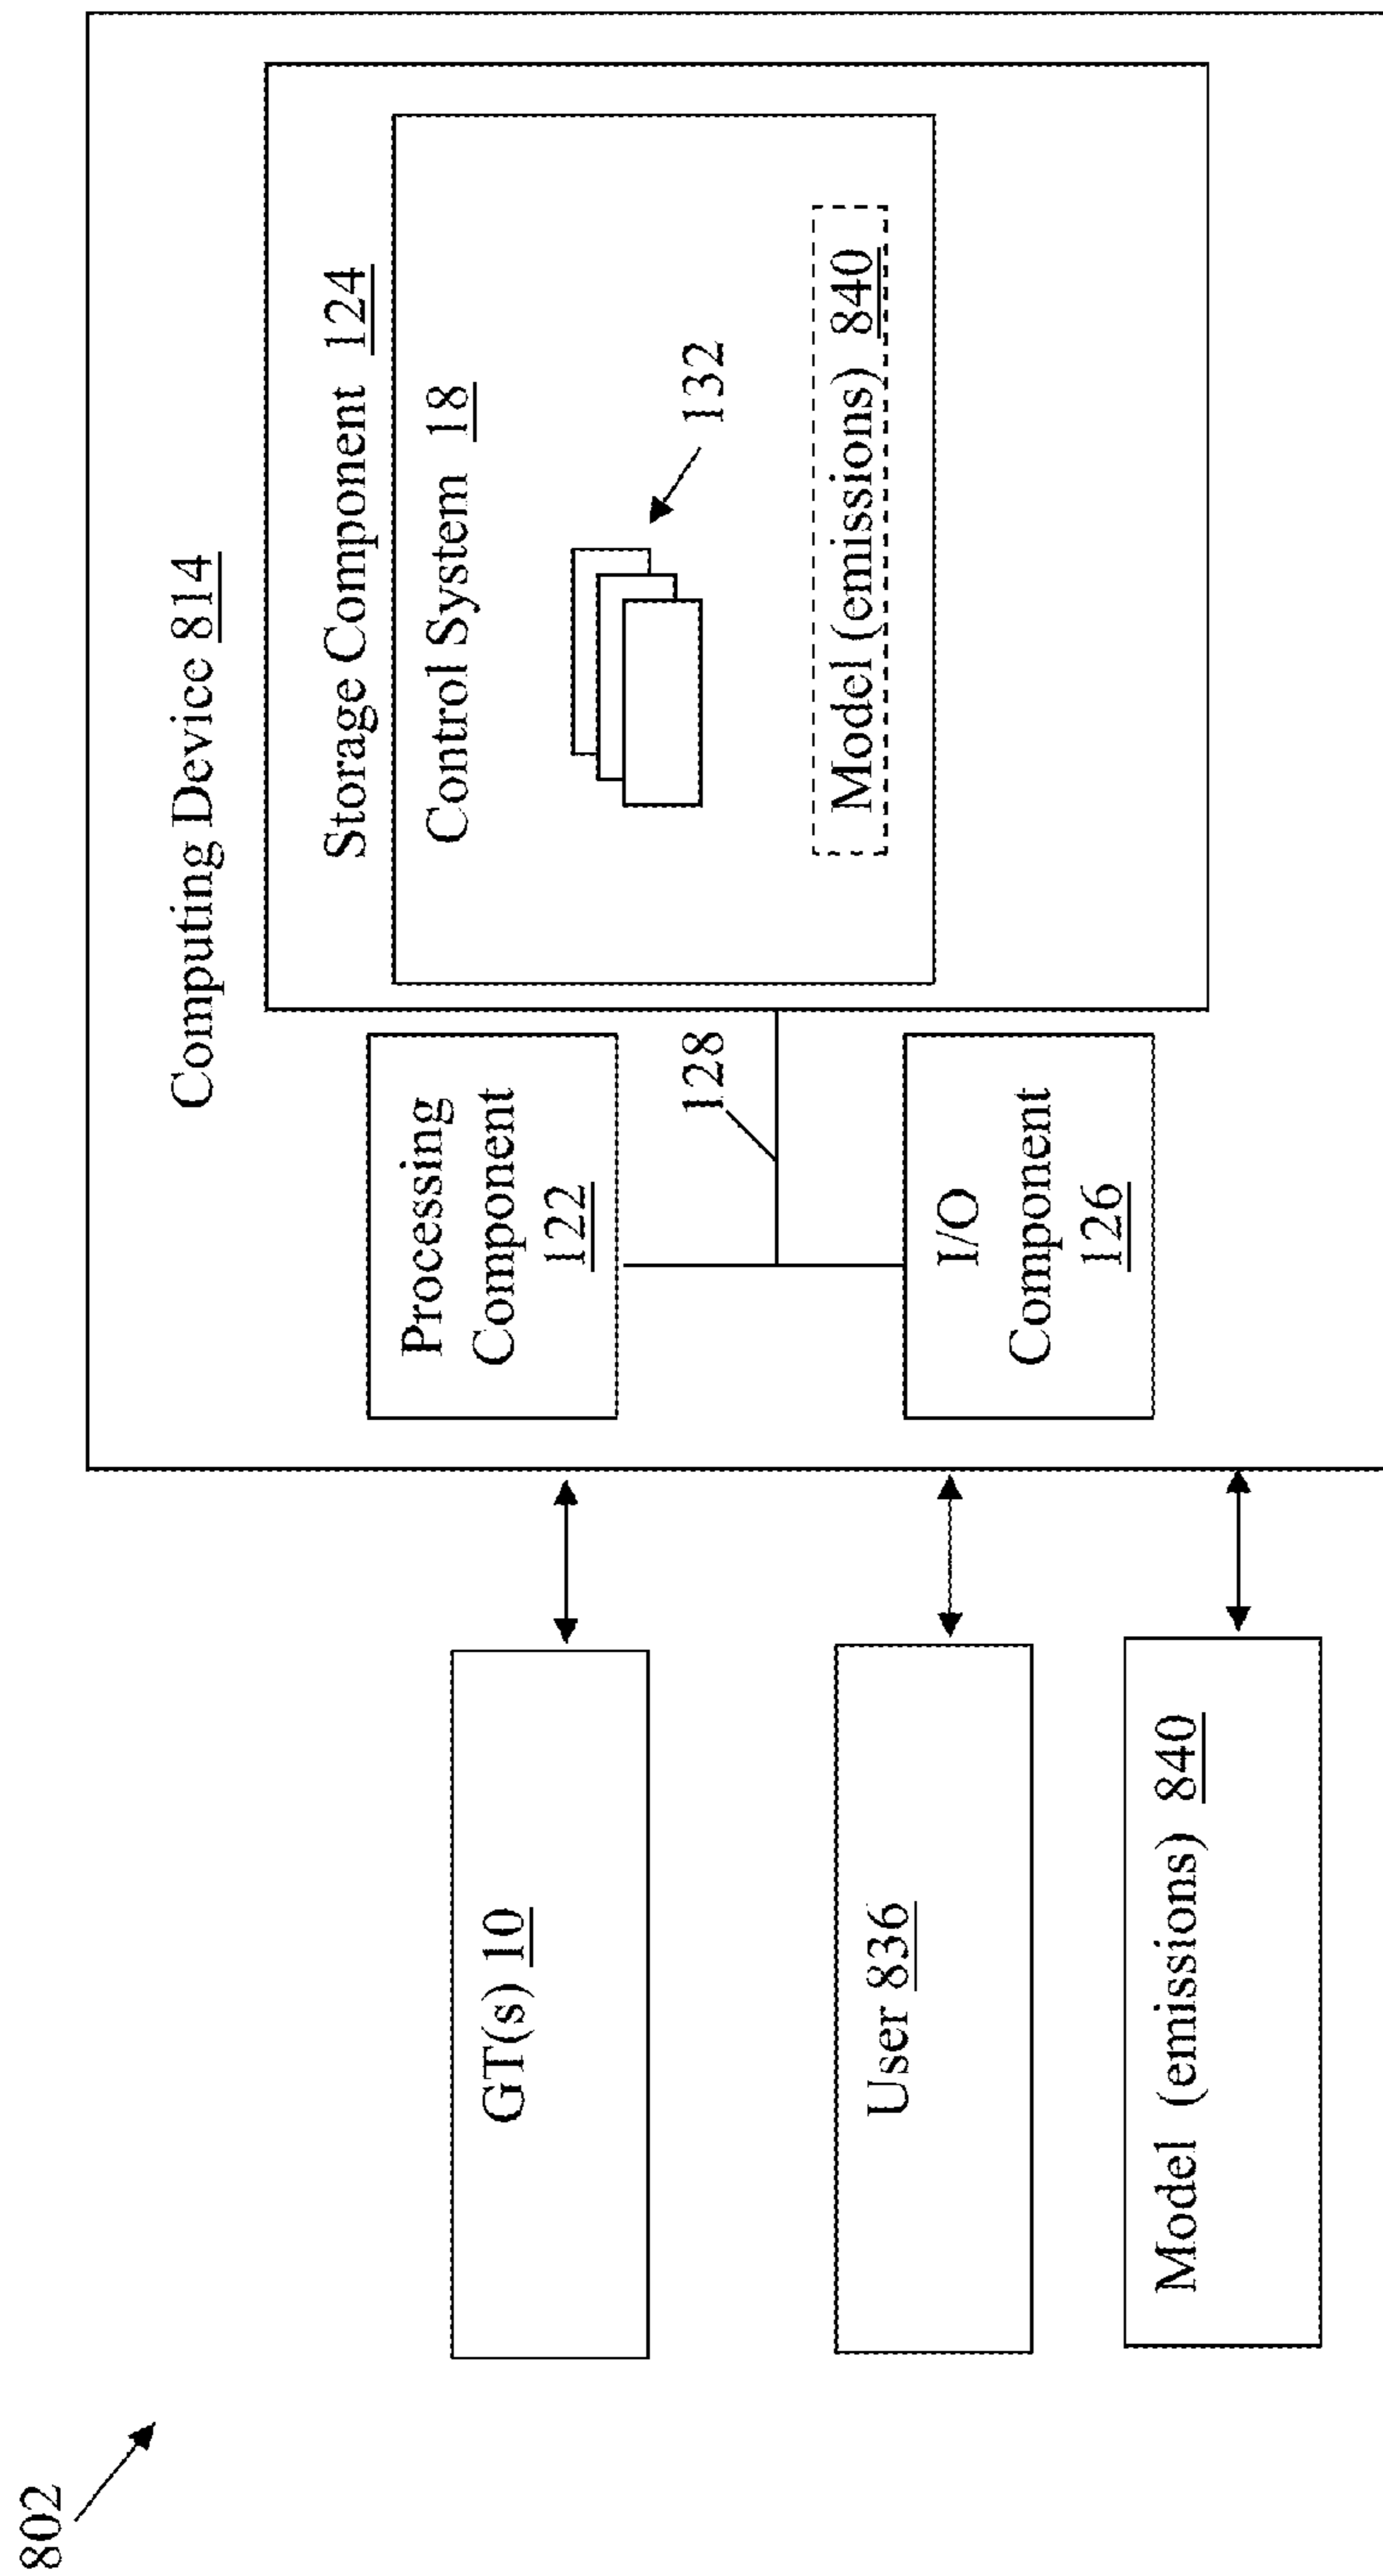 802
Computing Device 814
Storage Component 124
Control System 18
132
Model (emissions) 840
Processing
Component
122
128
I/O
Component
126
GT(s) 10
User 836
Model (emissions) 840